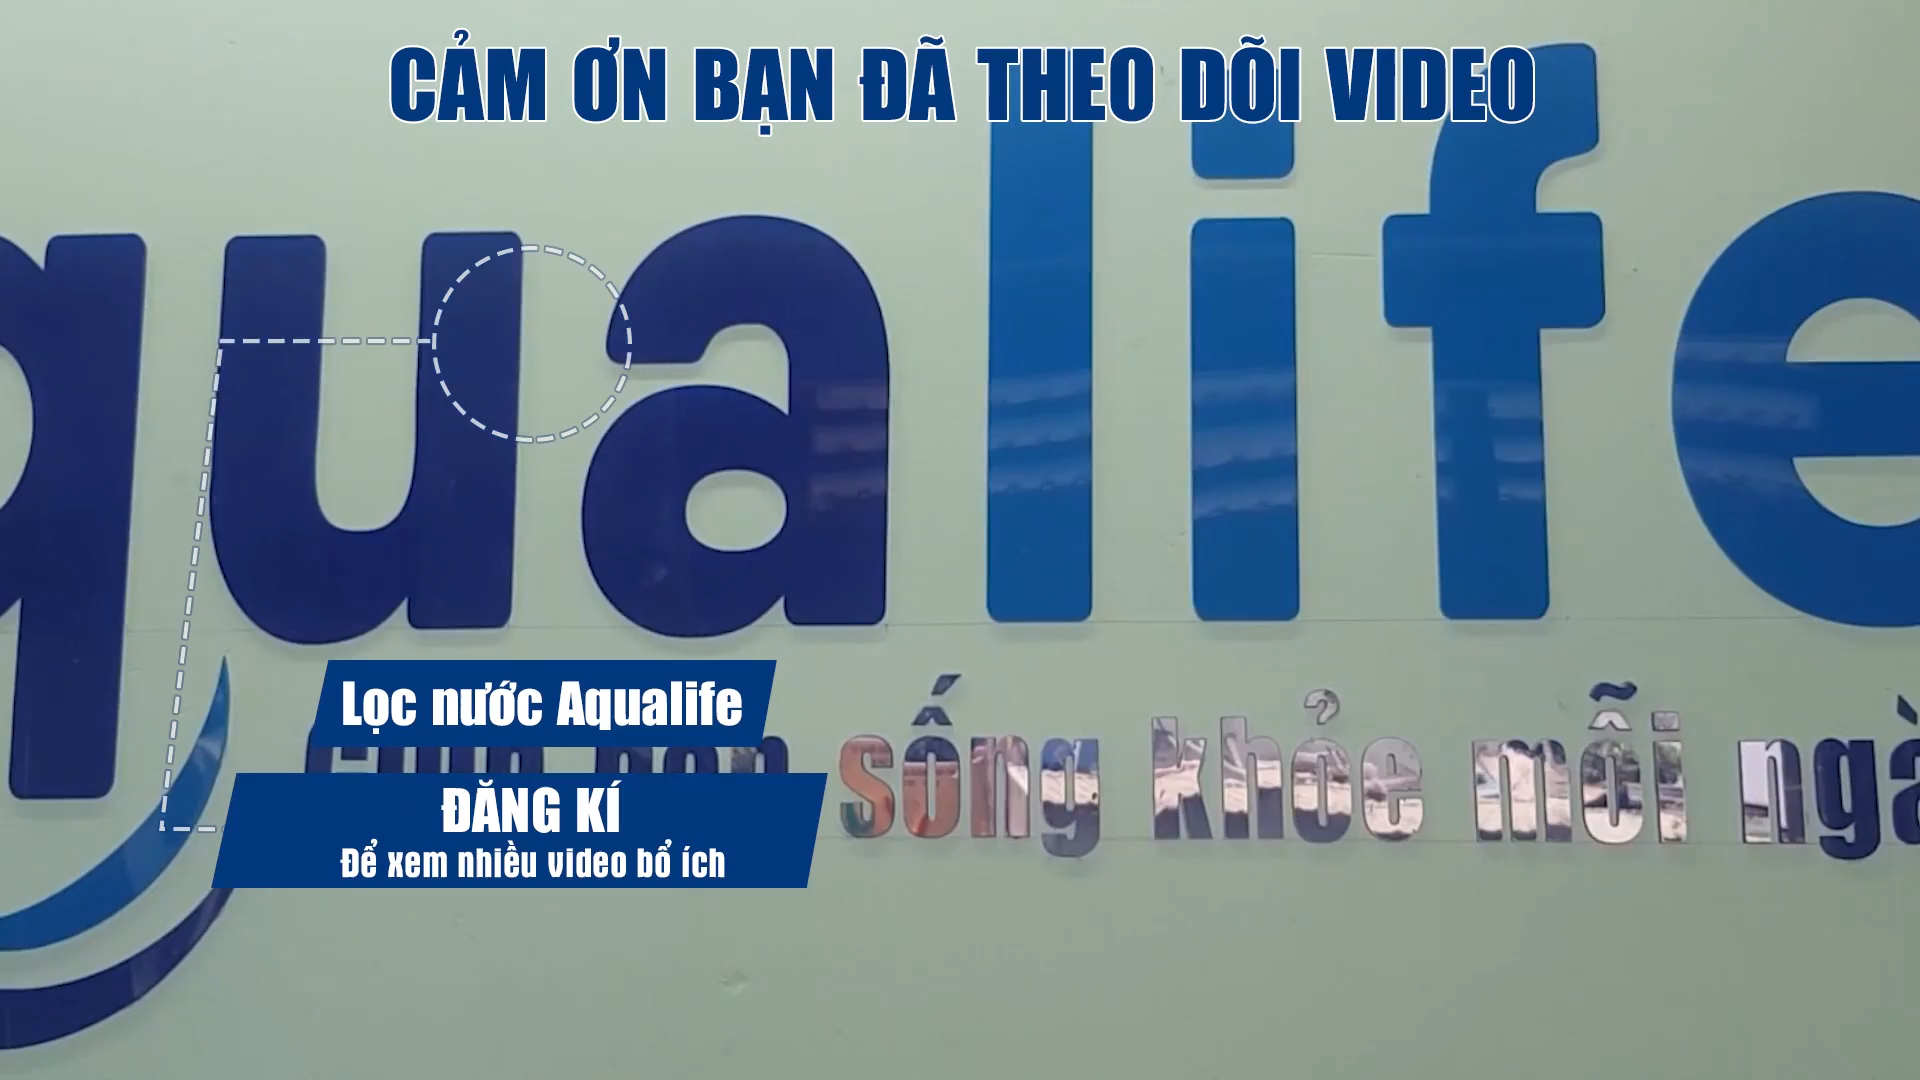 CẢM ƠN BẠN ĐÃ THEO DÕI VIDEO
qualife
Lọc nước Aqualife
sống khỏe mỗi
ĐĂNG KÍ
Để xem nhiều video bổ ích